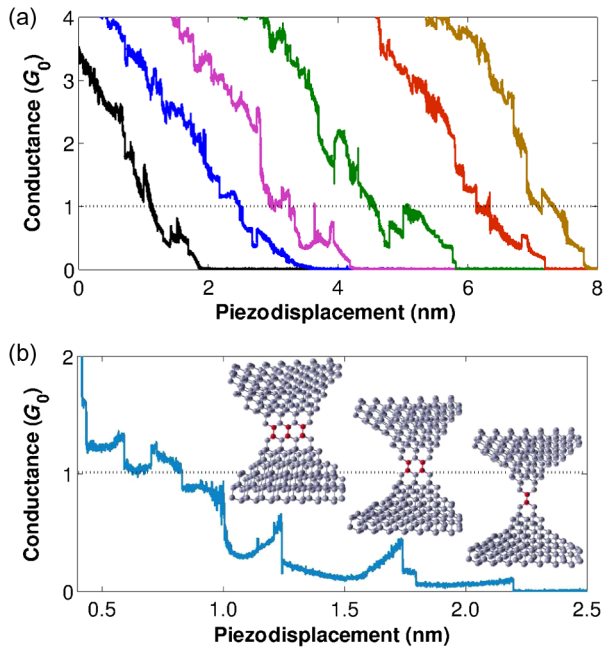 (a)
Conductance (G0)
4
3
2
1
0
0 2 4 6 8
Piezodisplacement (nm)
(b)
Conductance (G0)
2
1
0
0.5 1.0 1.5 2.0 2.5
Piezodisplacement (nm)